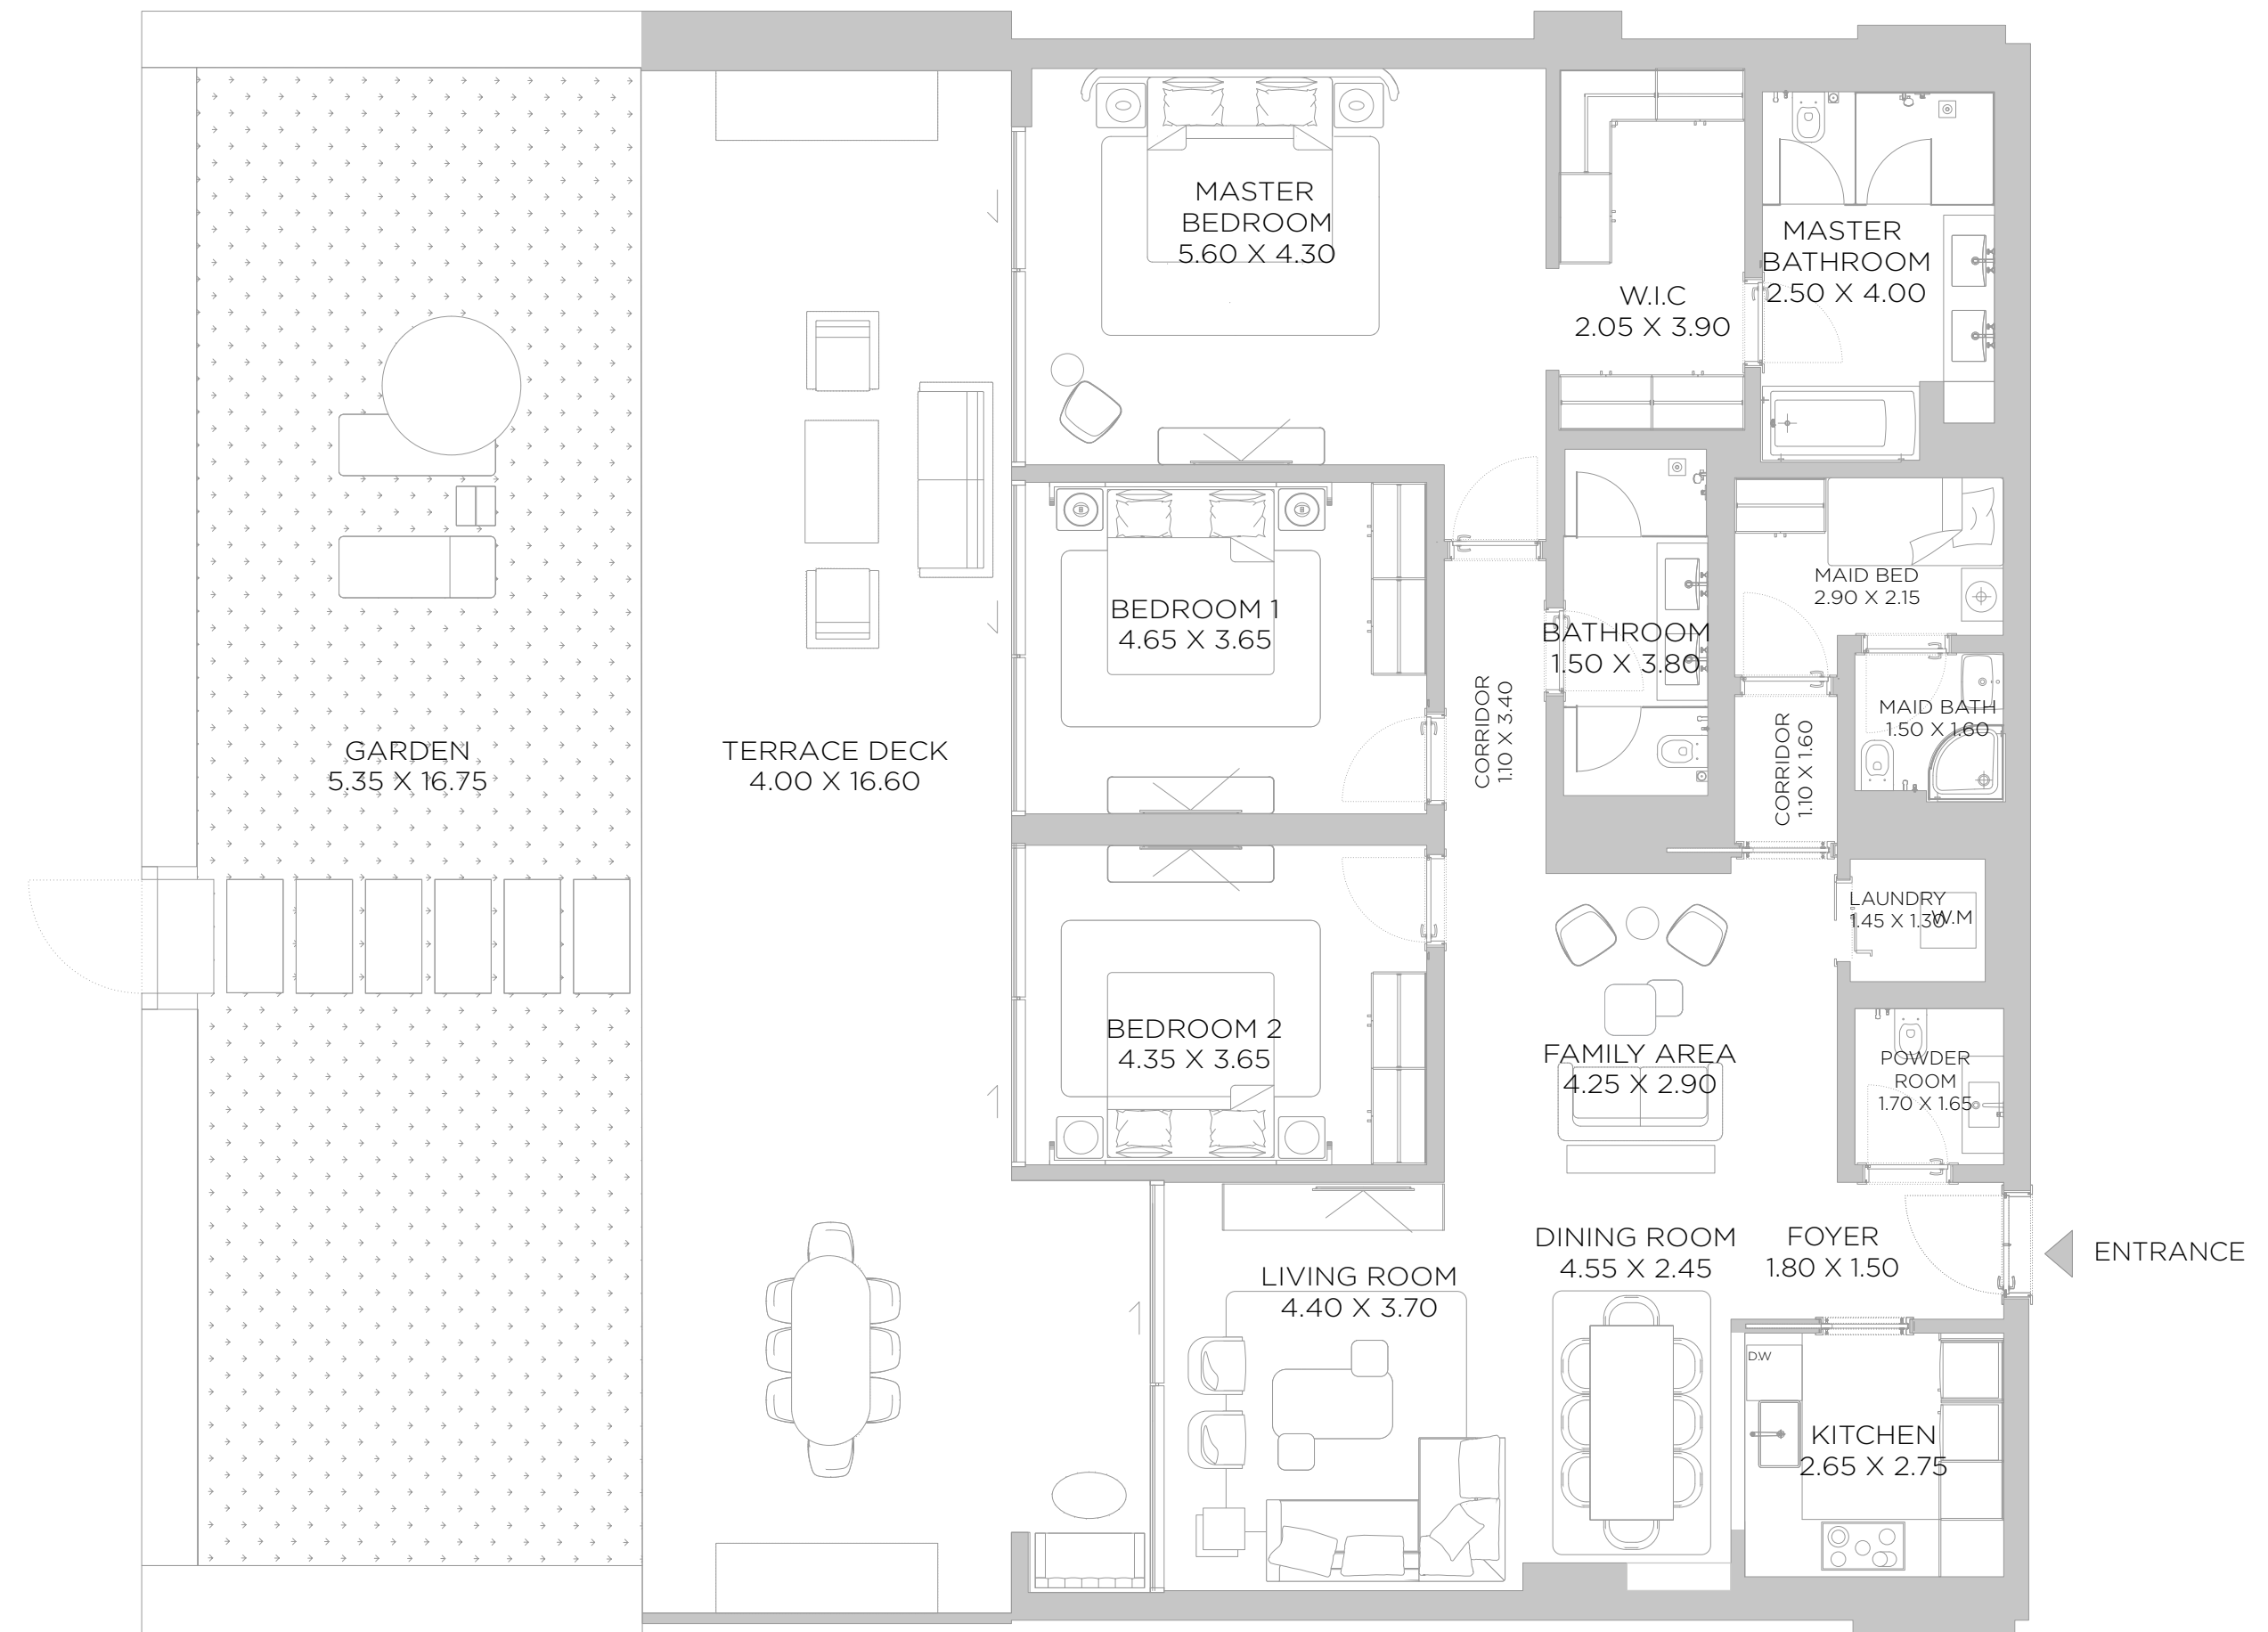 MASTER
BEDROOM
5.60 X 4.30
W.I.C
2.05 X 3.90
MASTER
BATHROOM
2.50 X 4.00
MAID BED
2.90 X 2.15
BEDROOM 1
4.65 X 3.65
BATHROOM
1.50 X 3.80
CORRIDOR
1.10 X 3.40
MAID BATH
1.50 X 1.60
CORRIDOR
1.10 X 1.60
GARDEN
5.35 X 16.75
TERRACE DECK
4.00 X 16.60
LAUNDRY
1.45 X 1.30
W.M
BEDROOM 2
4.35 X 3.65
FAMILY AREA
4.25 X 2.90
POWDER
ROOM
1.70 X 1.65
LIVING ROOM
4.40 X 3.70
DINING ROOM
4.55 X 2.45
FOYER
1.80 X 1.50
ENTRANCE
D.W
KITCHEN
2.65 X 2.75